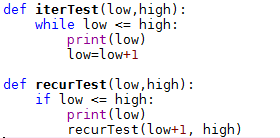 def iterTest(low,high):
    while low <= high:
        print(low)
        low=low+1

def recurTest(low,high):
    if low <= high:
        print(low)
        recurTest(low+1, high)